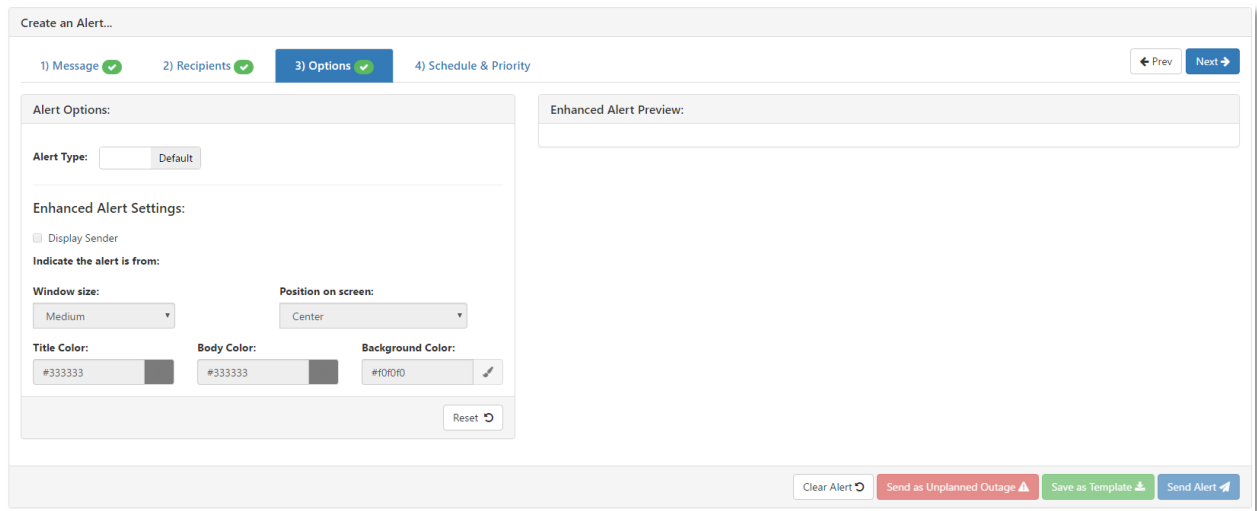 Create an Alert...
1) Message
2) Recipients
3) Options
4) Schedule & Priority
Prev
Next
Alert Options:
Enhanced Alert Preview:
Alert Type:
Default
Enhanced Alert Settings:
Display Sender
Indicate the alert is from:
Window size:
Position on screen:
Medium
Center
Title Color:
Body Color:
Background Color:
#333333
#333333
#f0f0f0
Reset
Clear Alert
Send as Unplanned Outage
Save as Template
Send Alert